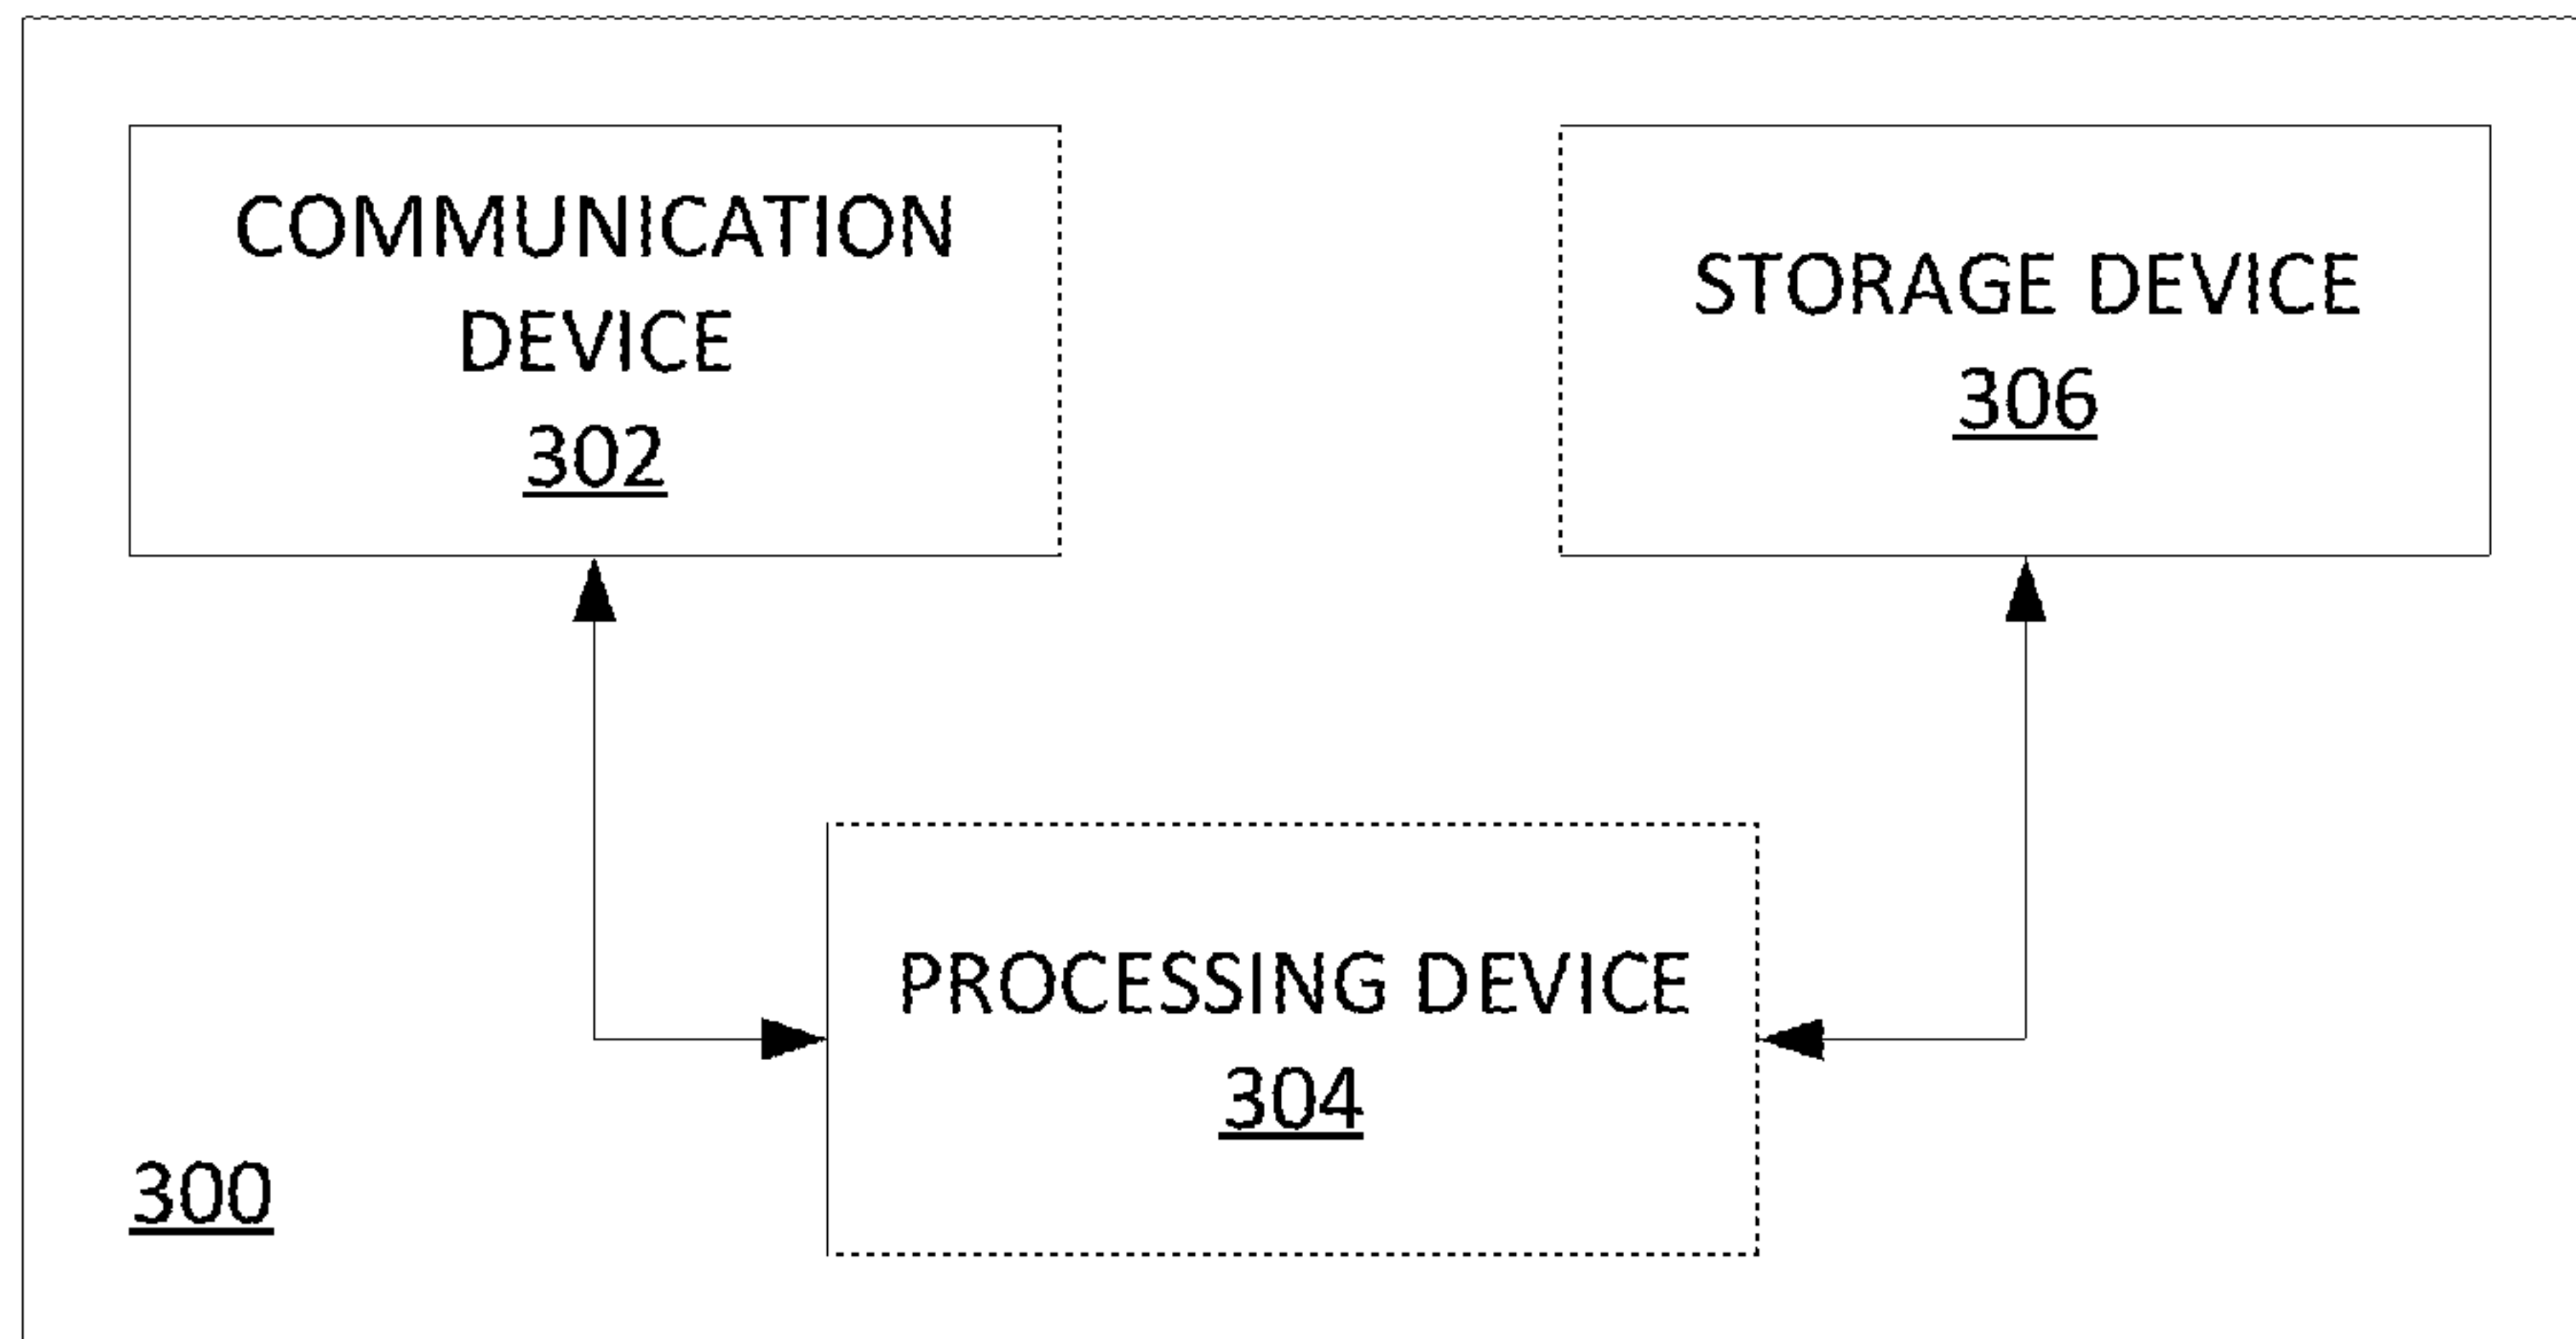 COMMUNICATION
DEVICE
302
STORAGE DEVICE
306
PROCESSING DEVICE
304
300